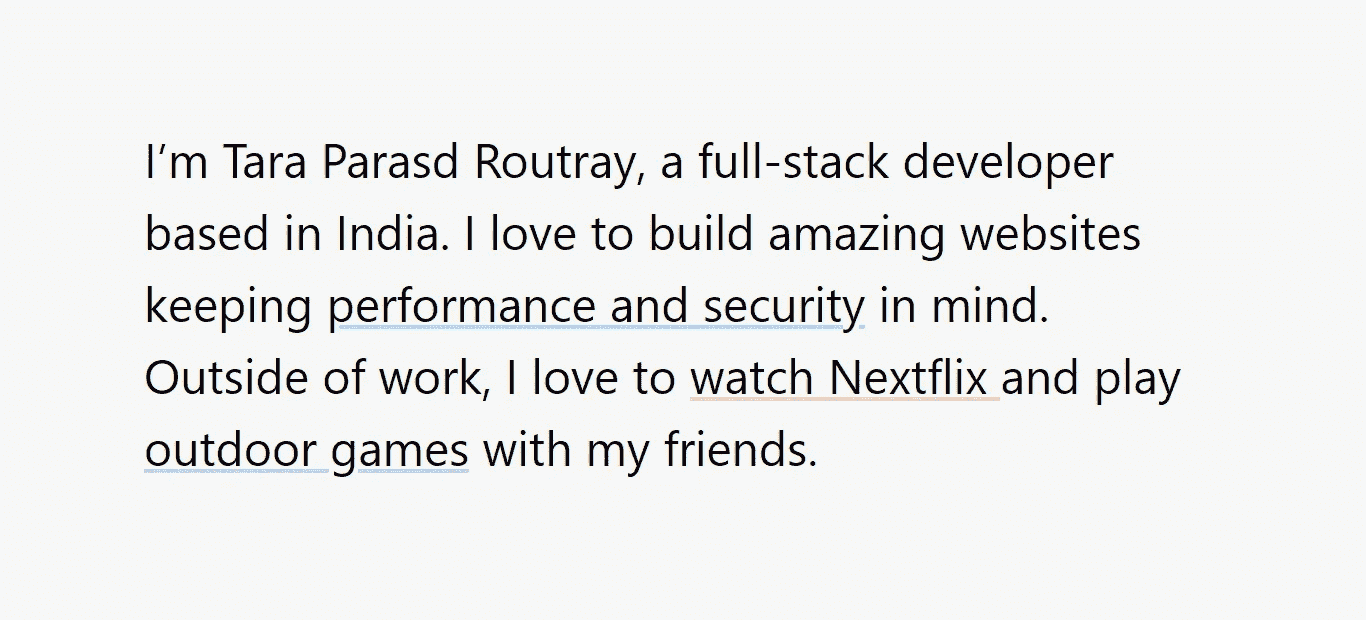 I’m Tara Parasd Routray, a full-stack developer
based in India. I love to build amazing websites
keeping performance and security in mind.
Outside of work, I love to watch Nextflix and play
outdoor games with my friends.